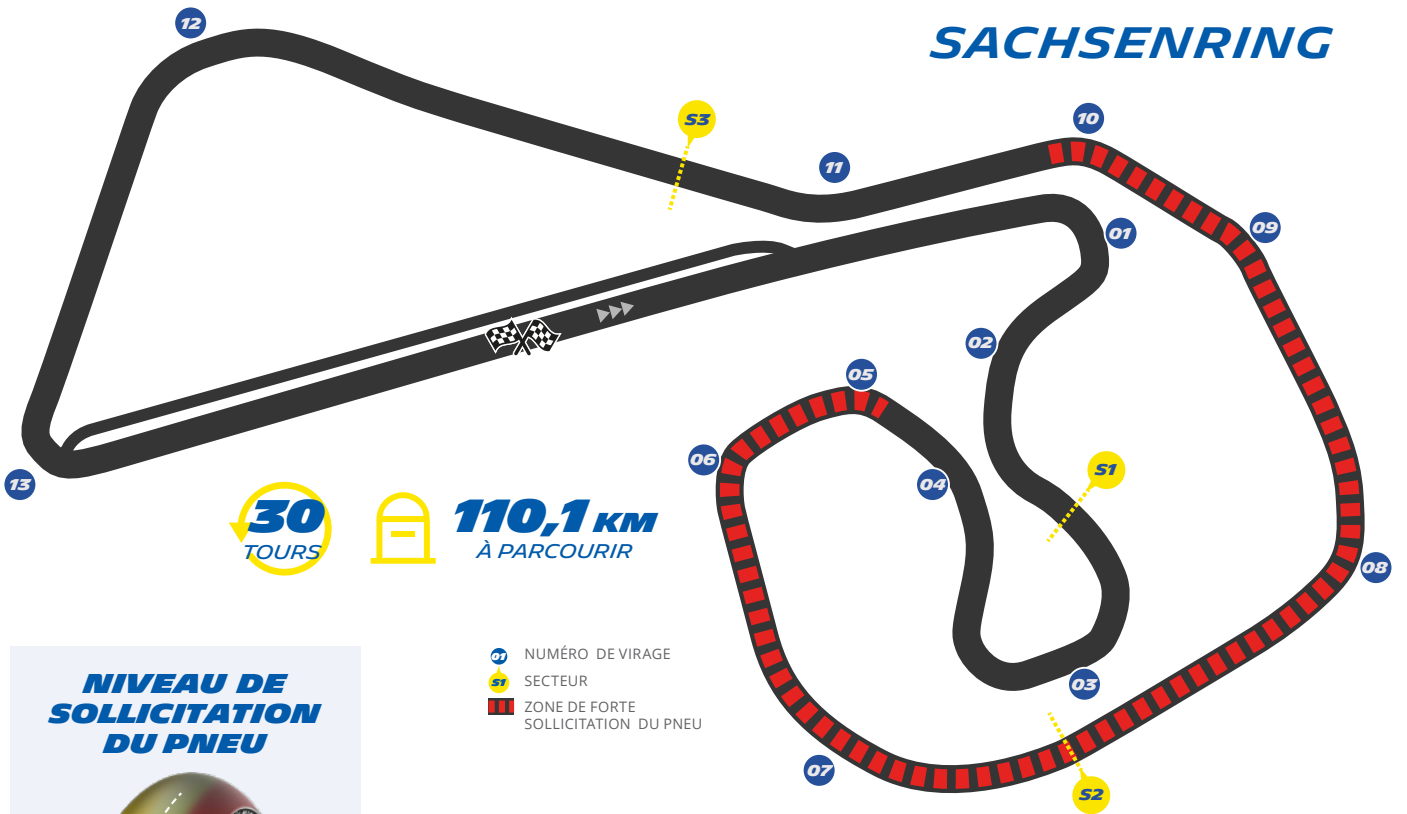 SACHSENRING
12
10
S3
11
09
01
02
05
06
S1
04
13
30
TOURS
110,1 KM
À PARCOURIR
08
03
07
S2
01 NUMÉRO DE VIRAGE
S1 SECTEUR
ZONE DE FORTE
SOLLICITATION DU PNEU
NIVEAU DE
SOLLICITATION
DU PNEU